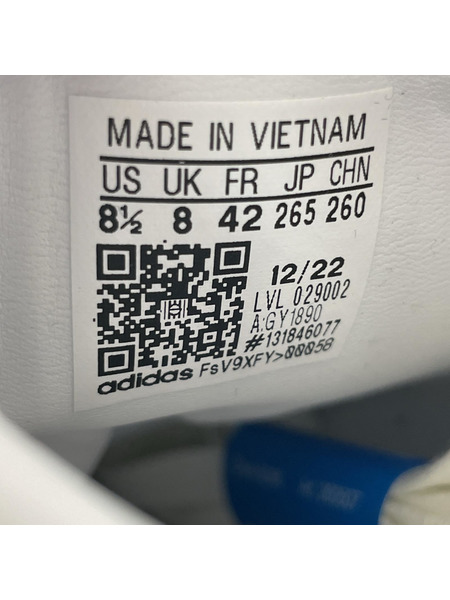 MADE IN VIETNAM
US UK FR JP CHN
8½ 8 42 265 260
12/22
LVL 029002
A:GY1890
#131846077
adidas FsV9XFY>00058